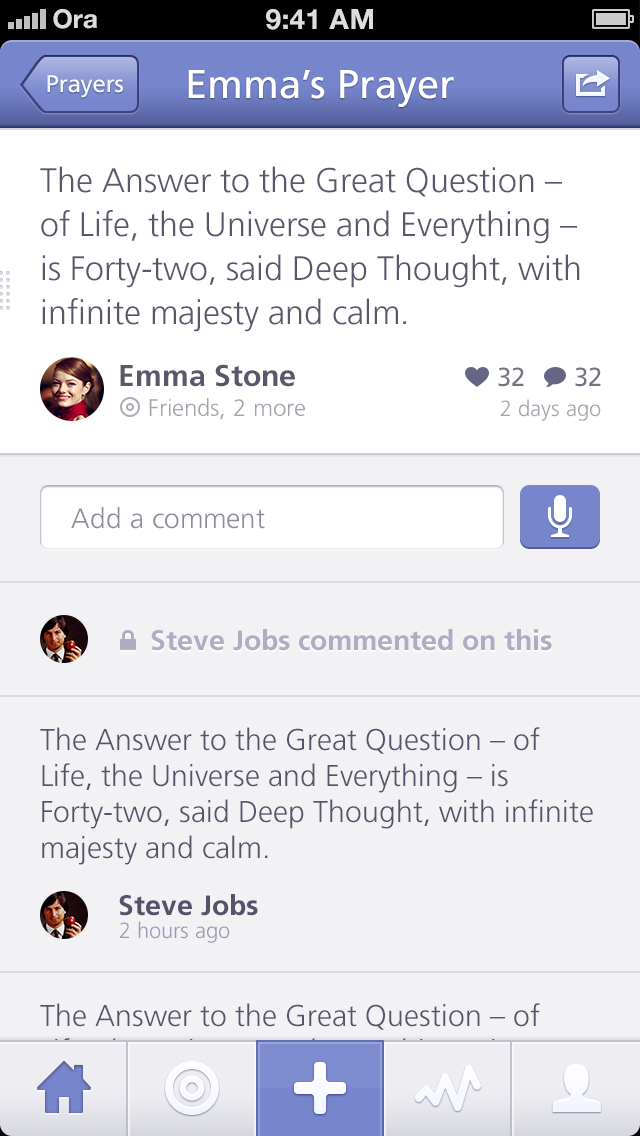 Ora 9:41 AM
Prayers Emma’s Prayer
The Answer to the Great Question –
of Life, the Universe and Everything –
is Forty-two, said Deep Thought, with
infinite majesty and calm.
Emma Stone 32 32
Friends, 2 more 2 days ago
Add a comment
Steve Jobs commented on this
The Answer to the Great Question – of
Life, the Universe and Everything – is
Forty-two, said Deep Thought, with infinite
majesty and calm.
Steve Jobs
2 hours ago
The Answer to the Great Question – of